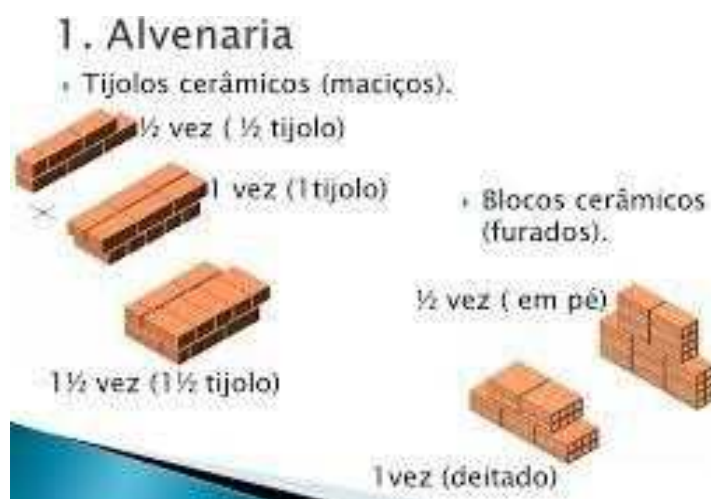 1. Alvenaria
Tijolos cerâmicos (maciços).
½ vez ( ½ tijolo)
1 vez (1tijolo)
1½ vez (1½ tijolo)
Blocos cerâmicos
(furados).
½ vez ( em pé)
1vez (deitado)